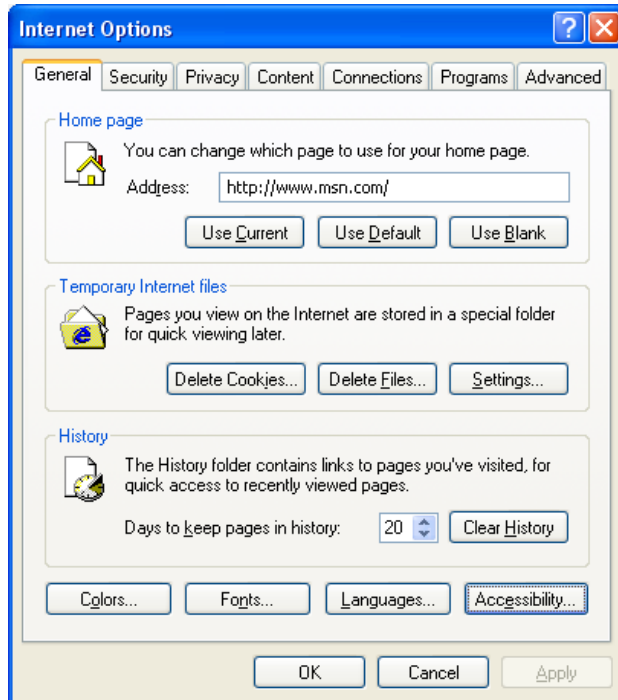 Internet Options
General Security Privacy Content Connections Programs Advanced
Home page
You can change which page to use for your home page.
Address: http://www.msn.com/
Use Current Use Default Use Blank
Temporary Internet files
Pages you view on the Internet are stored in a special folder
for quick viewing later.
Delete Cookies... Delete Files... Settings...
History
The History folder contains links to pages you've visited, for
quick access to recently viewed pages.
Days to keep pages in history: 20 Clear History
Colors... Fonts... Languages... Accessibility...
OK Cancel Apply